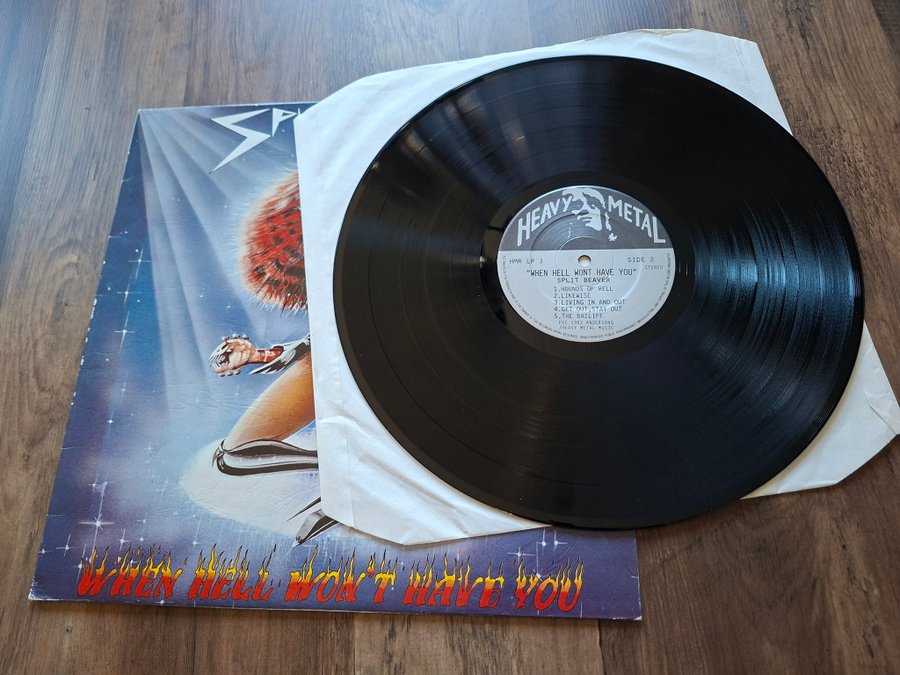 SP
HEAVY METAL
HMR LP 3
SIDE 2
STEREO
"WHEN HELL WONT HAVE YOU"
SPLIT BEAVER
1.HOUNDS OF HELL
2.LIKEWISE
3.LIVING IN AND OUT
4.GET OUT,STAY OUT
5.THE BAILIFF
1982
/HEAVY METAL MUSIC
WHEN HELL WON'T HAVE YOU